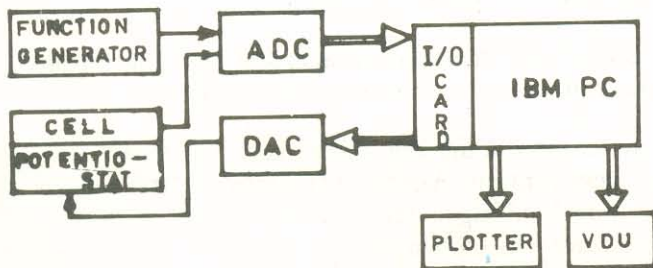 FUNCTION
GENERATOR
ADC
I/O
CARD
IBM PC
CELL
POTENTIO-
STAT
DAC
PLOTTER
VDU